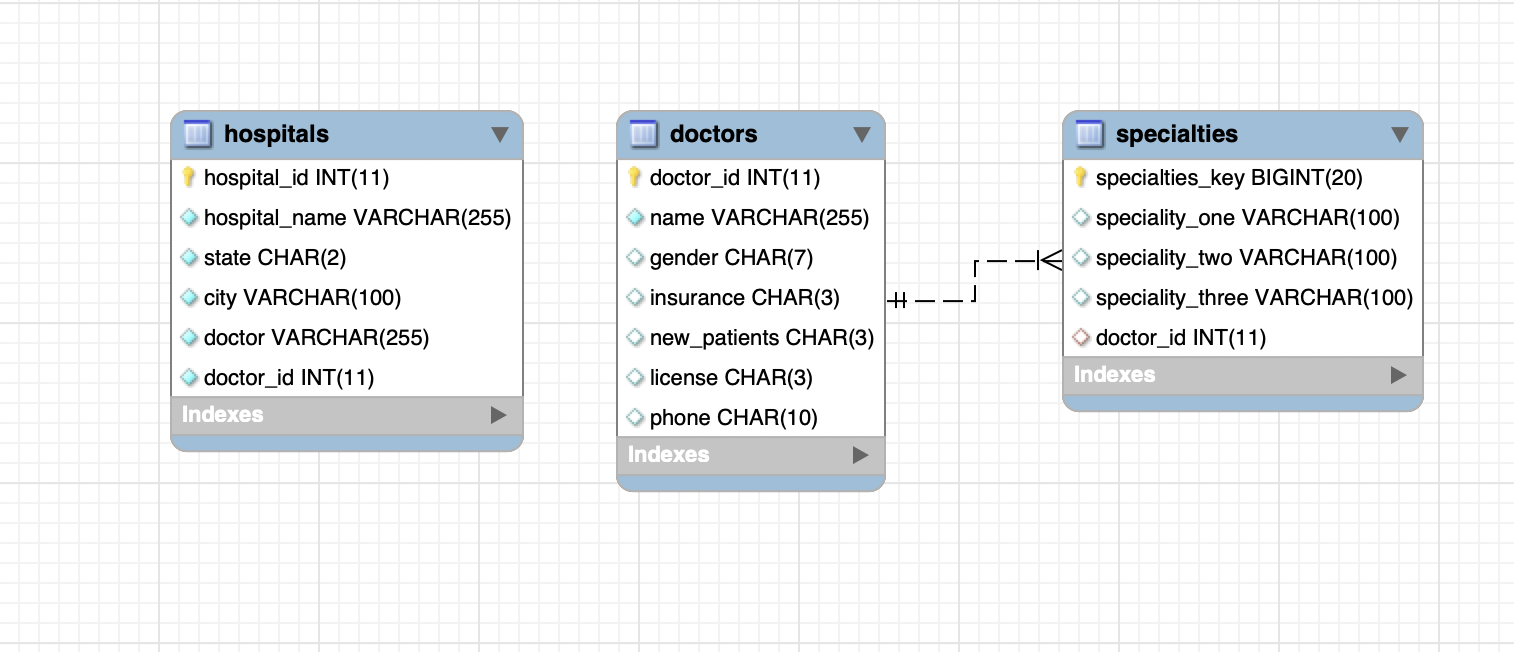 hospitals
hospital_id INT(11)
hospital_name VARCHAR(255)
state CHAR(2)
city VARCHAR(100)
doctor VARCHAR(255)
doctor_id INT(11)
Indexes
doctors
doctor_id INT(11)
name VARCHAR(255)
gender CHAR(7)
insurance CHAR(3)
new_patients CHAR(3)
license CHAR(3)
phone CHAR(10)
Indexes
specialties
specialties_key BIGINT(20)
speciality_one VARCHAR(100)
speciality_two VARCHAR(100)
speciality_three VARCHAR(100)
doctor_id INT(11)
Indexes